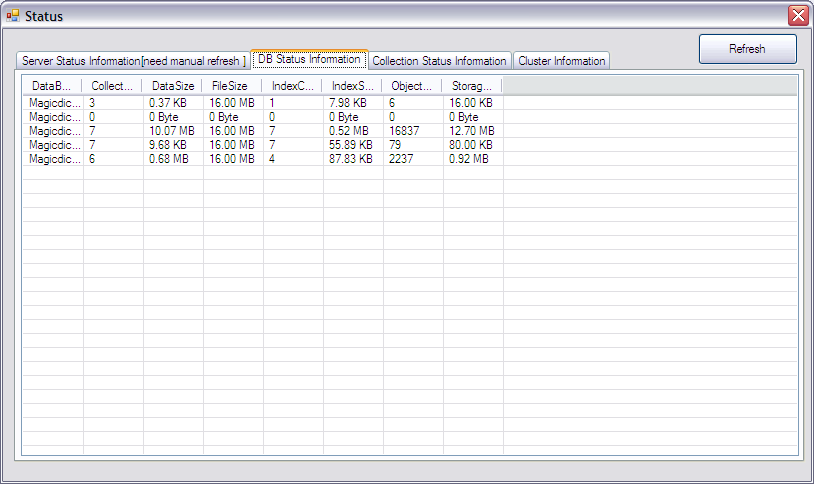 Status
Refresh
Server Status Information[need manual refresh ] DB Status Information Collection Status Information Cluster Information
DataB... Collect... DataSize FileSize IndexC... IndexS... Object... Storag...
Magicdic... 3 0.37 KB 16.00 MB 1 7.98 KB 6 16.00 KB
Magicdic... 0 0 Byte 0 Byte 0 0 Byte 0 0 Byte
Magicdic... 7 10.07 MB 16.00 MB 7 0.52 MB 16837 12.70 MB
Magicdic... 7 9.68 KB 16.00 MB 7 55.89 KB 79 80.00 KB
Magicdic... 6 0.68 MB 16.00 MB 4 87.83 KB 2237 0.92 MB